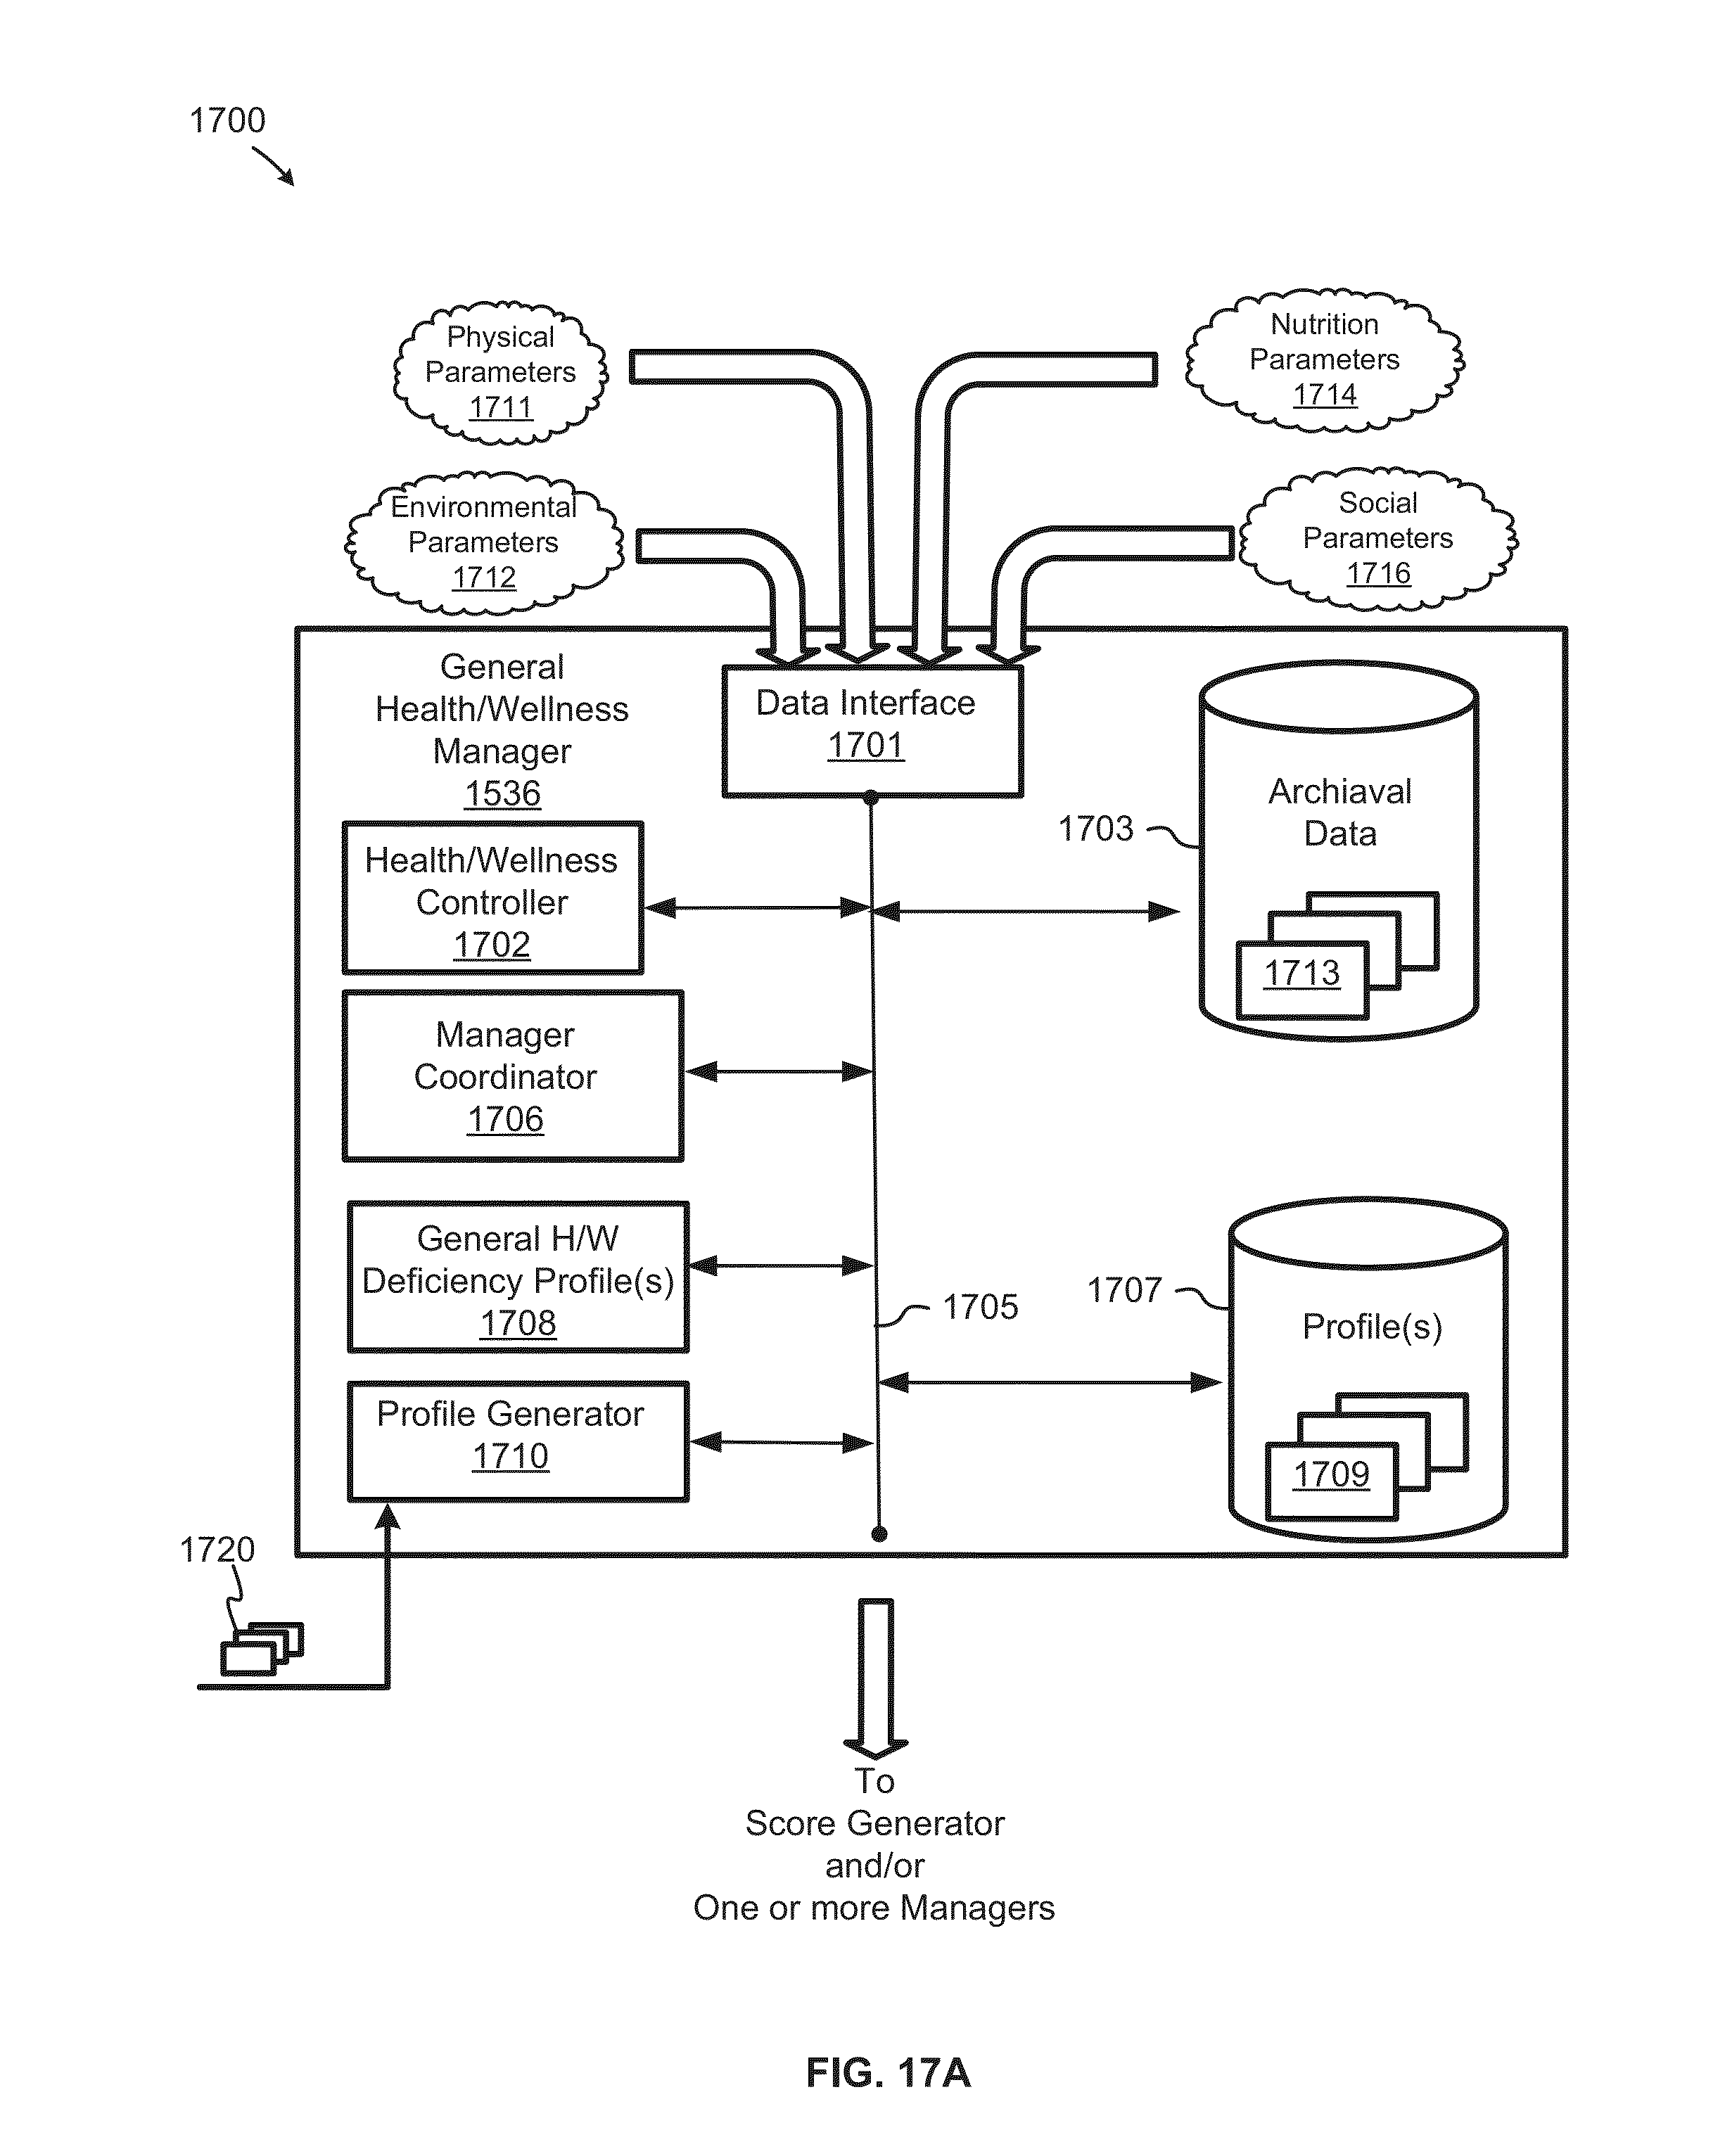 1700
Physical
Parameters
1711
Nutrition
Parameters
1714
Environmental
Parameters
1712
Social
Parameters
1716
General
Health/Wellness
Manager
1536
Data Interface
1701
Archiaval
Data
1703
1713
Health/Wellness
Controller
1702
Manager
Coordinator
1706
General H/W
Deficiency Profile(s)
1708
1705
1707
Profile(s)
1709
Profile Generator
1710
1720
To
Score Generator
and/or
One or more Managers
FIG. 17A